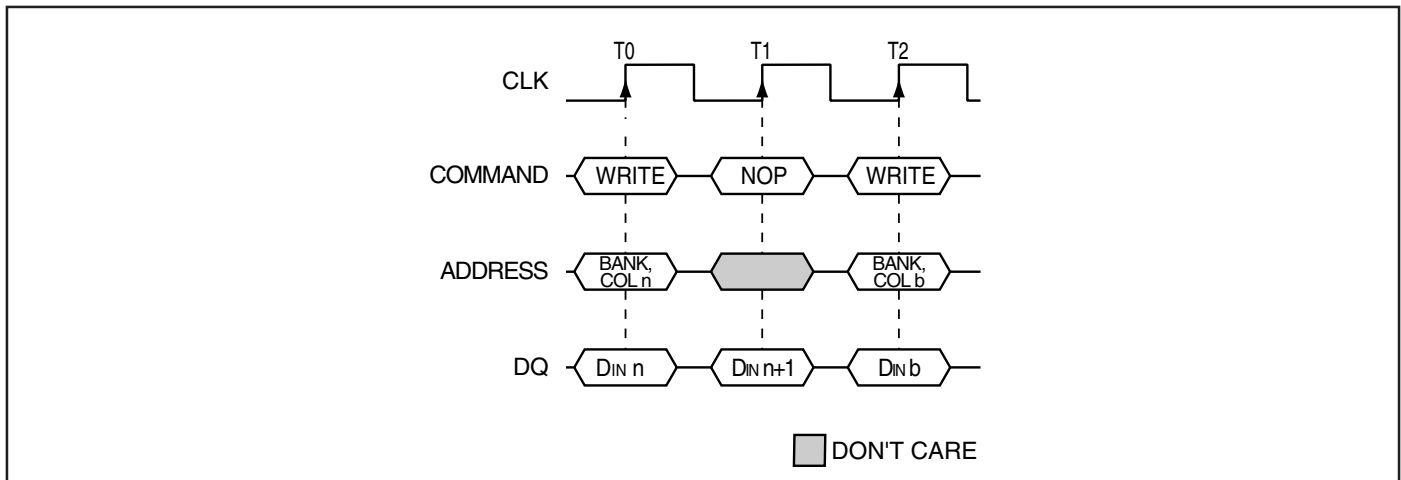 T0 T1 T2
CLK
COMMAND WRITE NOP WRITE
ADDRESS BANK, COL n BANK, COL b
DQ DIN n DIN n+1 DIN b
DON'T CARE